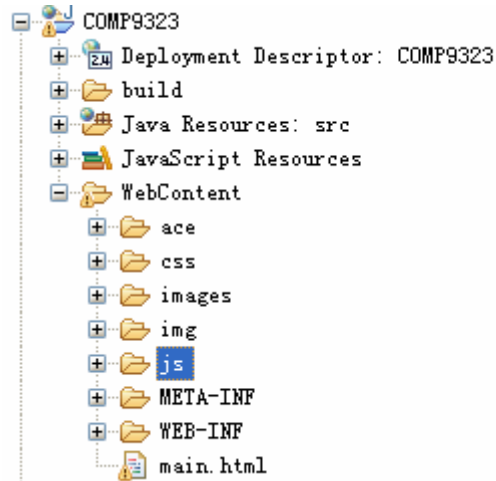 COMP9323
Deployment Descriptor: COMP9323
build
Java Resources: src
JavaScript Resources
WebContent
ace
css
images
img
js
META-INF
WEB-INF
main.html